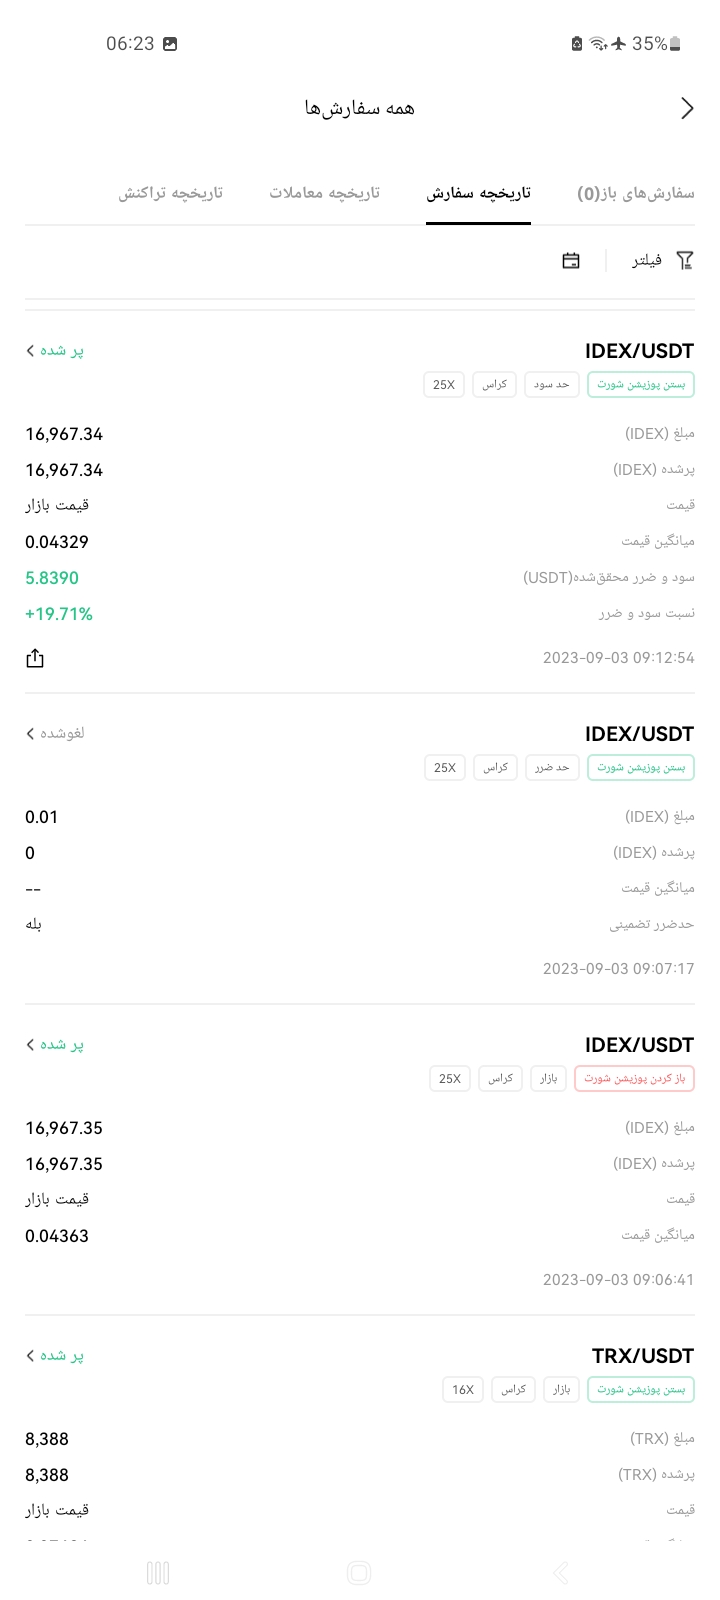 06:23
35%
همه سفارش‌ها
سفارش‌های باز(0) تاریخچه سفارش تاریخچه معاملات تاریخچه تراکنش
فیلتر
IDEX/USDT پر شده
بستن پوزیشن شورت حد سود کراس 25X
مبلغ (IDEX) 16,967.34
پرشده (IDEX) 16,967.34
قیمت قیمت بازار
میانگین قیمت 0.04329
سود و ضرر محقق‌شده(USDT) 5.8390
نسبت سود و ضرر +19.71%
2023-09-03 09:12:54
IDEX/USDT لغوشده
بستن پوزیشن شورت حد ضرر کراس 25X
مبلغ (IDEX) 0.01
پرشده (IDEX) 0
میانگین قیمت --
حدضرر تضمینی بله
2023-09-03 09:07:17
IDEX/USDT پر شده
باز کردن پوزیشن شورت بازار کراس 25X
مبلغ (IDEX) 16,967.35
پرشده (IDEX) 16,967.35
قیمت قیمت بازار
میانگین قیمت 0.04363
2023-09-03 09:06:41
TRX/USDT پر شده
بستن پوزیشن شورت بازار کراس 16X
مبلغ (TRX) 8,388
پرشده (TRX) 8,388
قیمت قیمت بازار